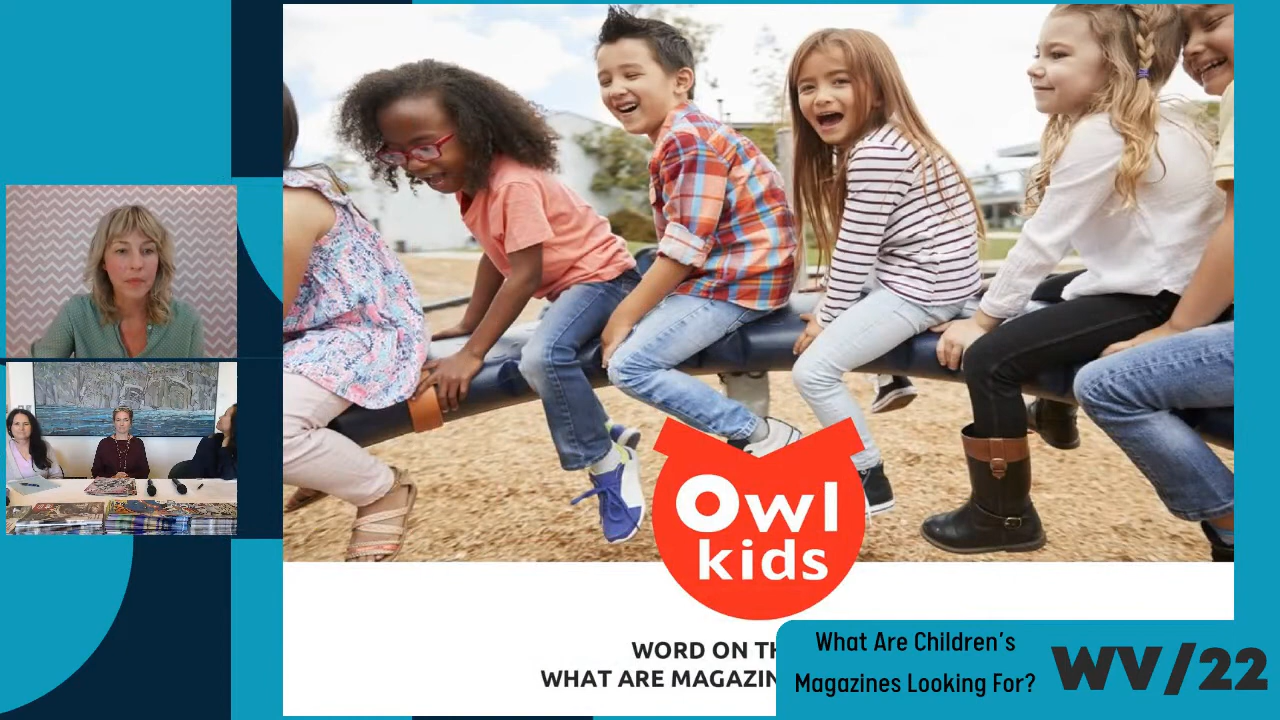 Owl
kids
WORD ON TH
WHAT ARE MAGAZIN
What Are Children's
Magazines Looking For?
WV/22